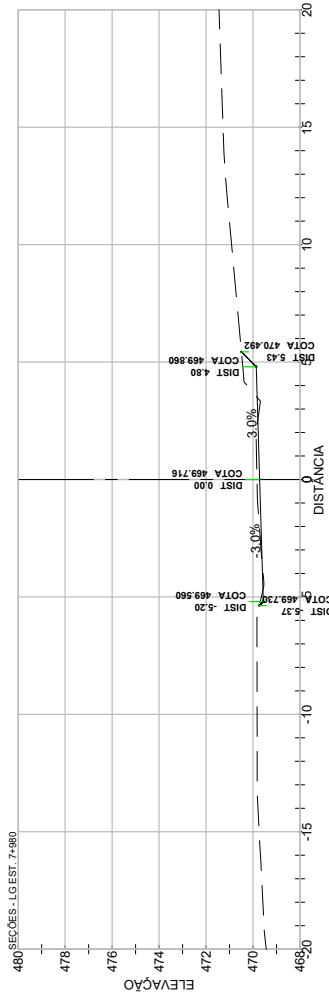 SEÇÕES - LG EST. 7+980
ELEVAÇÃO
480
478
476
474
472
470
468
-20
-15
-10
-5
0
5
10
15
20
DISTÂNCIA
-3.0%
3.0%
DIST -5.37
COTA 469.730
DIST -5.20
COTA 469.560
DIST 0.00
COTA 469.716
DIST 4.80
COTA 469.860
DIST 5.43
COTA 470.492